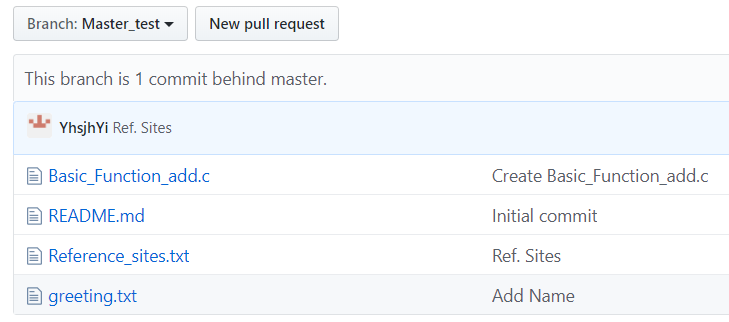 Branch: Master_test New pull request
This branch is 1 commit behind master.
YhsjhYi Ref. Sites
Basic_Function_add.c Create Basic_Function_add.c
README.md Initial commit
Reference_sites.txt Ref. Sites
greeting.txt Add Name